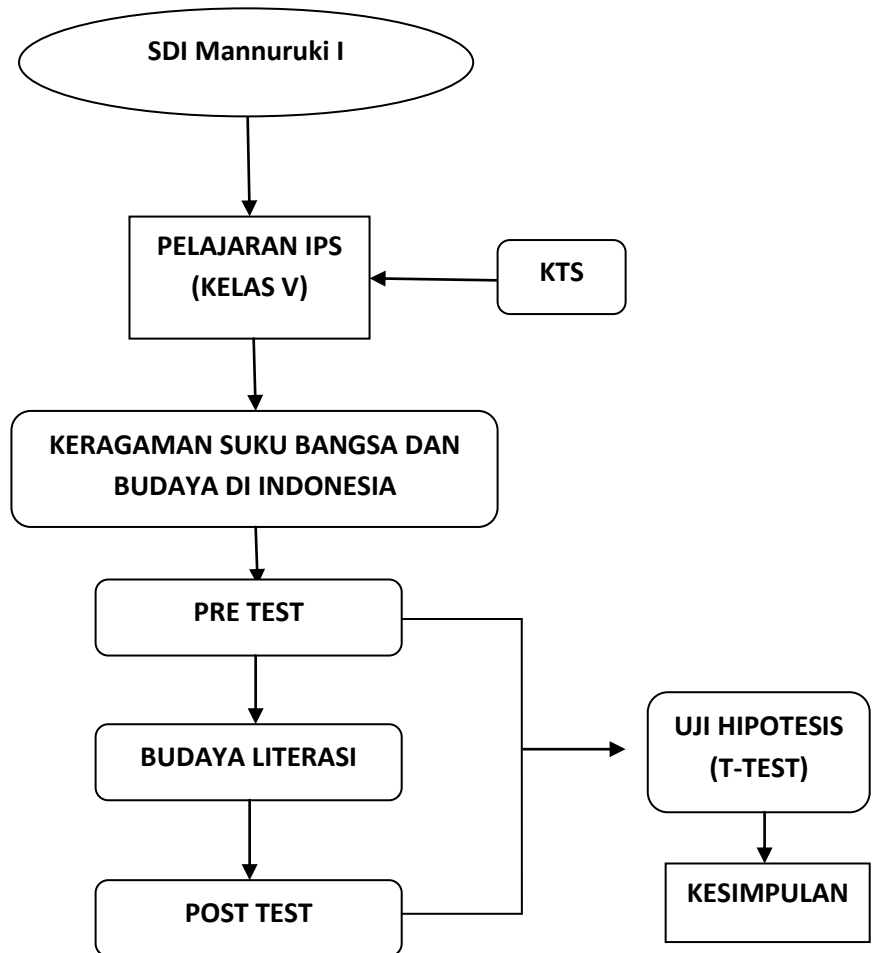 SDI Mannuruki I
PELAJARAN IPS
(KELAS V)
KTS
KERAGAMAN SUKU BANGSA DAN
BUDAYA DI INDONESIA
PRE TEST
BUDAYA LITERASI
POST TEST
UJI HIPOTESIS
(T-TEST)
KESIMPULAN